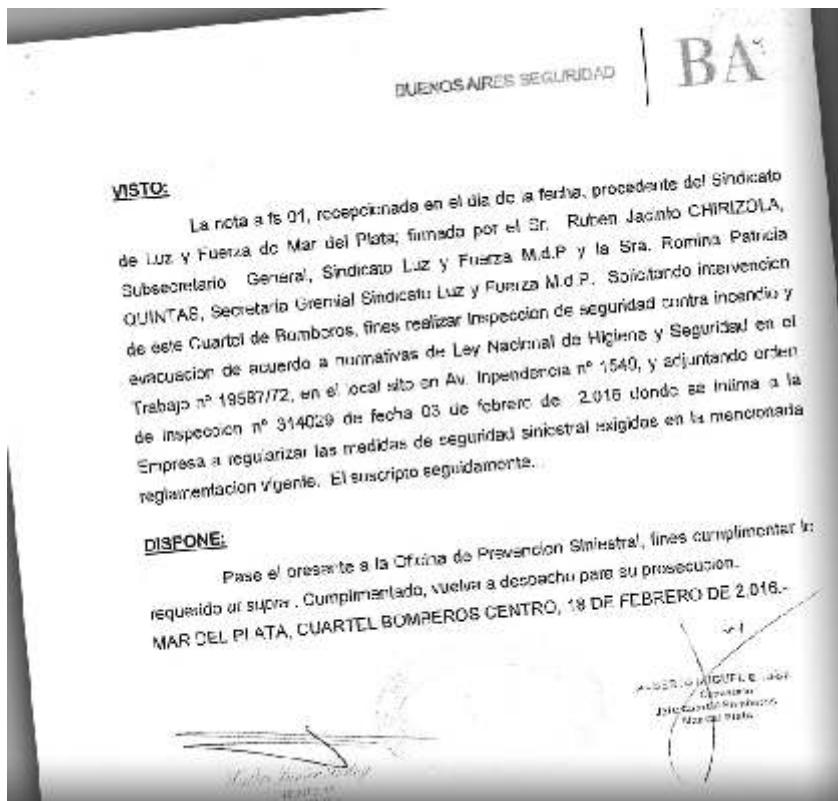 BUENOS AIRES SEGURIDAD
BA
VISTO:
La nota a fs 01, recepcionada en el dia de la fecha, procedente del Sindicato
de Luz y Fuerza de Mar del Plata; firmado por el Sr. Ruben Jacinto CHIRIZOLA,
Subsecretario General, Sindicato Luz y Fuerza M.d.P y la Sra. Romina Patricia
QUINTAS, Secretaria Gremial Sindicato Luz y Fuerza M.d.P. Solicitando intervencion
de este Cuartel de Bomberos, fines realizar Inspeccion de seguridad contra incendio y
evacuacion de acuerdo a normativas de Ley Nacional de Higiene y Seguridad en el
Trabajo nº 19587/72, en el local sito en Av. Inpendencia nº 1540, y adjuntando orden
de inspeccion nº 314029 de fecha 03 de febrero de 2.016 donde se intima a la
Empresa a regularizar las medidas de seguridad siniestral exigidas en la mencionada
reglamentacion vigente. El suscripto seguidamente.
DISPONE:
Pase el presente a la Oficina de Prevencion Siniestral, fines cumplimentar lo
requerido ut supra. Cumplimentado, vuelva a despacho para su prosecucion.
MAR DEL PLATA, CUARTEL BOMBEROS CENTRO, 18 DE FEBRERO DE 2.016.-
Comisario
Jefe Cuartel Bomberos
Mar del Plata